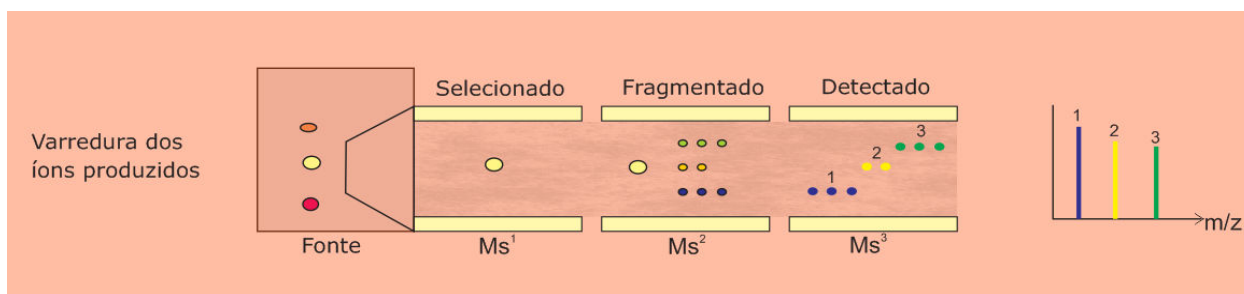 Varredura dos
íons produzidos
Selecionado
Fragmentado
Detectado
1
2
3
Fonte
Ms¹
Ms²
Ms³
1
2
3
m/z